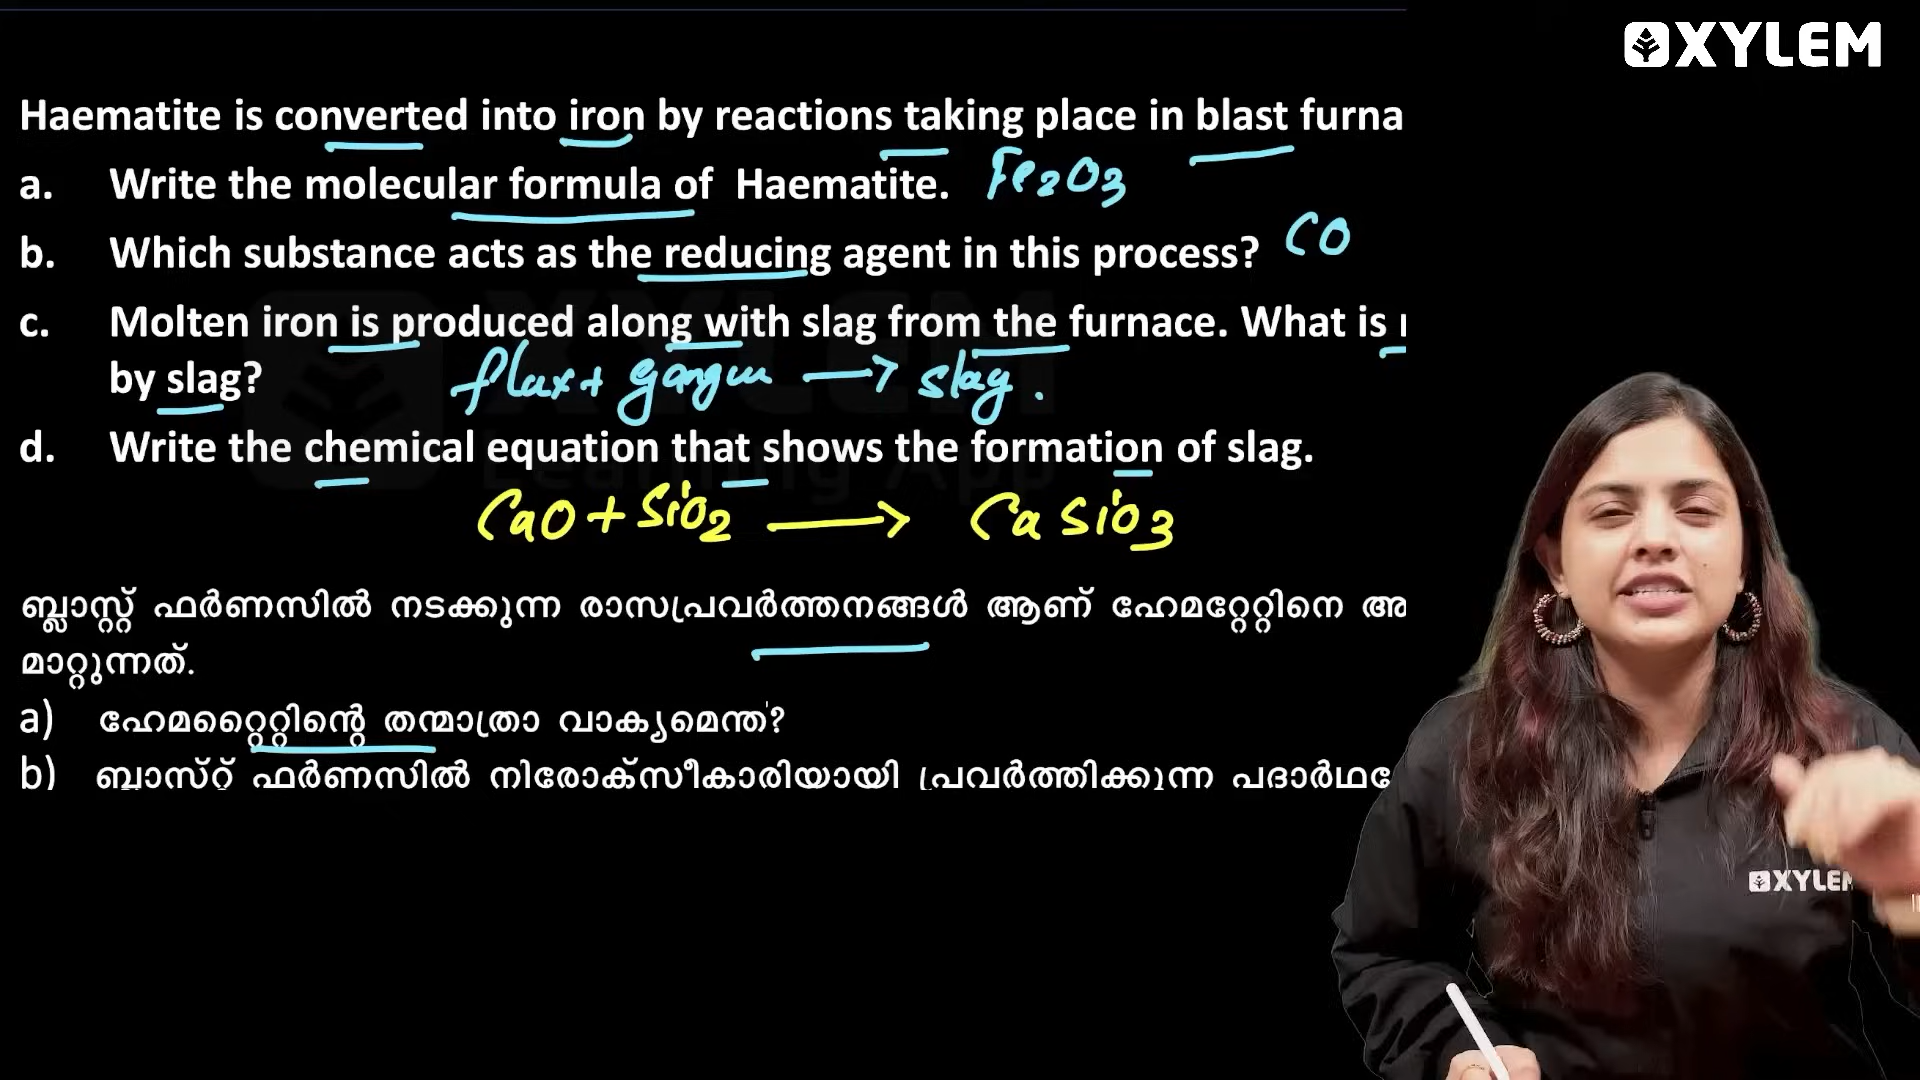 XYLEM
Haematite is converted into iron by reactions taking place in blast furna
a. Write the molecular formula of Haematite. Fe2O3
b. Which substance acts as the reducing agent in this process? CO
c. Molten iron is produced along with slag from the furnace. What is
by slag? flux + gangue → slag.
d. Write the chemical equation that shows the formation of slag.
CaO + SiO2 → CaSiO3
ബ്ലാസ്റ്റ് ഫർണസിൽ നടക്കുന്ന രാസപ്രവർത്തനങ്ങൾ ആണ് ഹേമറ്റേറ്റിനെ അ
മാറ്റുന്നത്.
a) ഹേമറ്റൈറ്റിന്റെ തന്മാത്രാ വാക്യമെന്ത്?
b) ബ്ലാസ്റ്റ് ഫർണസിൽ നിരോക്സീകാരിയായി പ്രവർത്തിക്കുന്ന
XYLEM